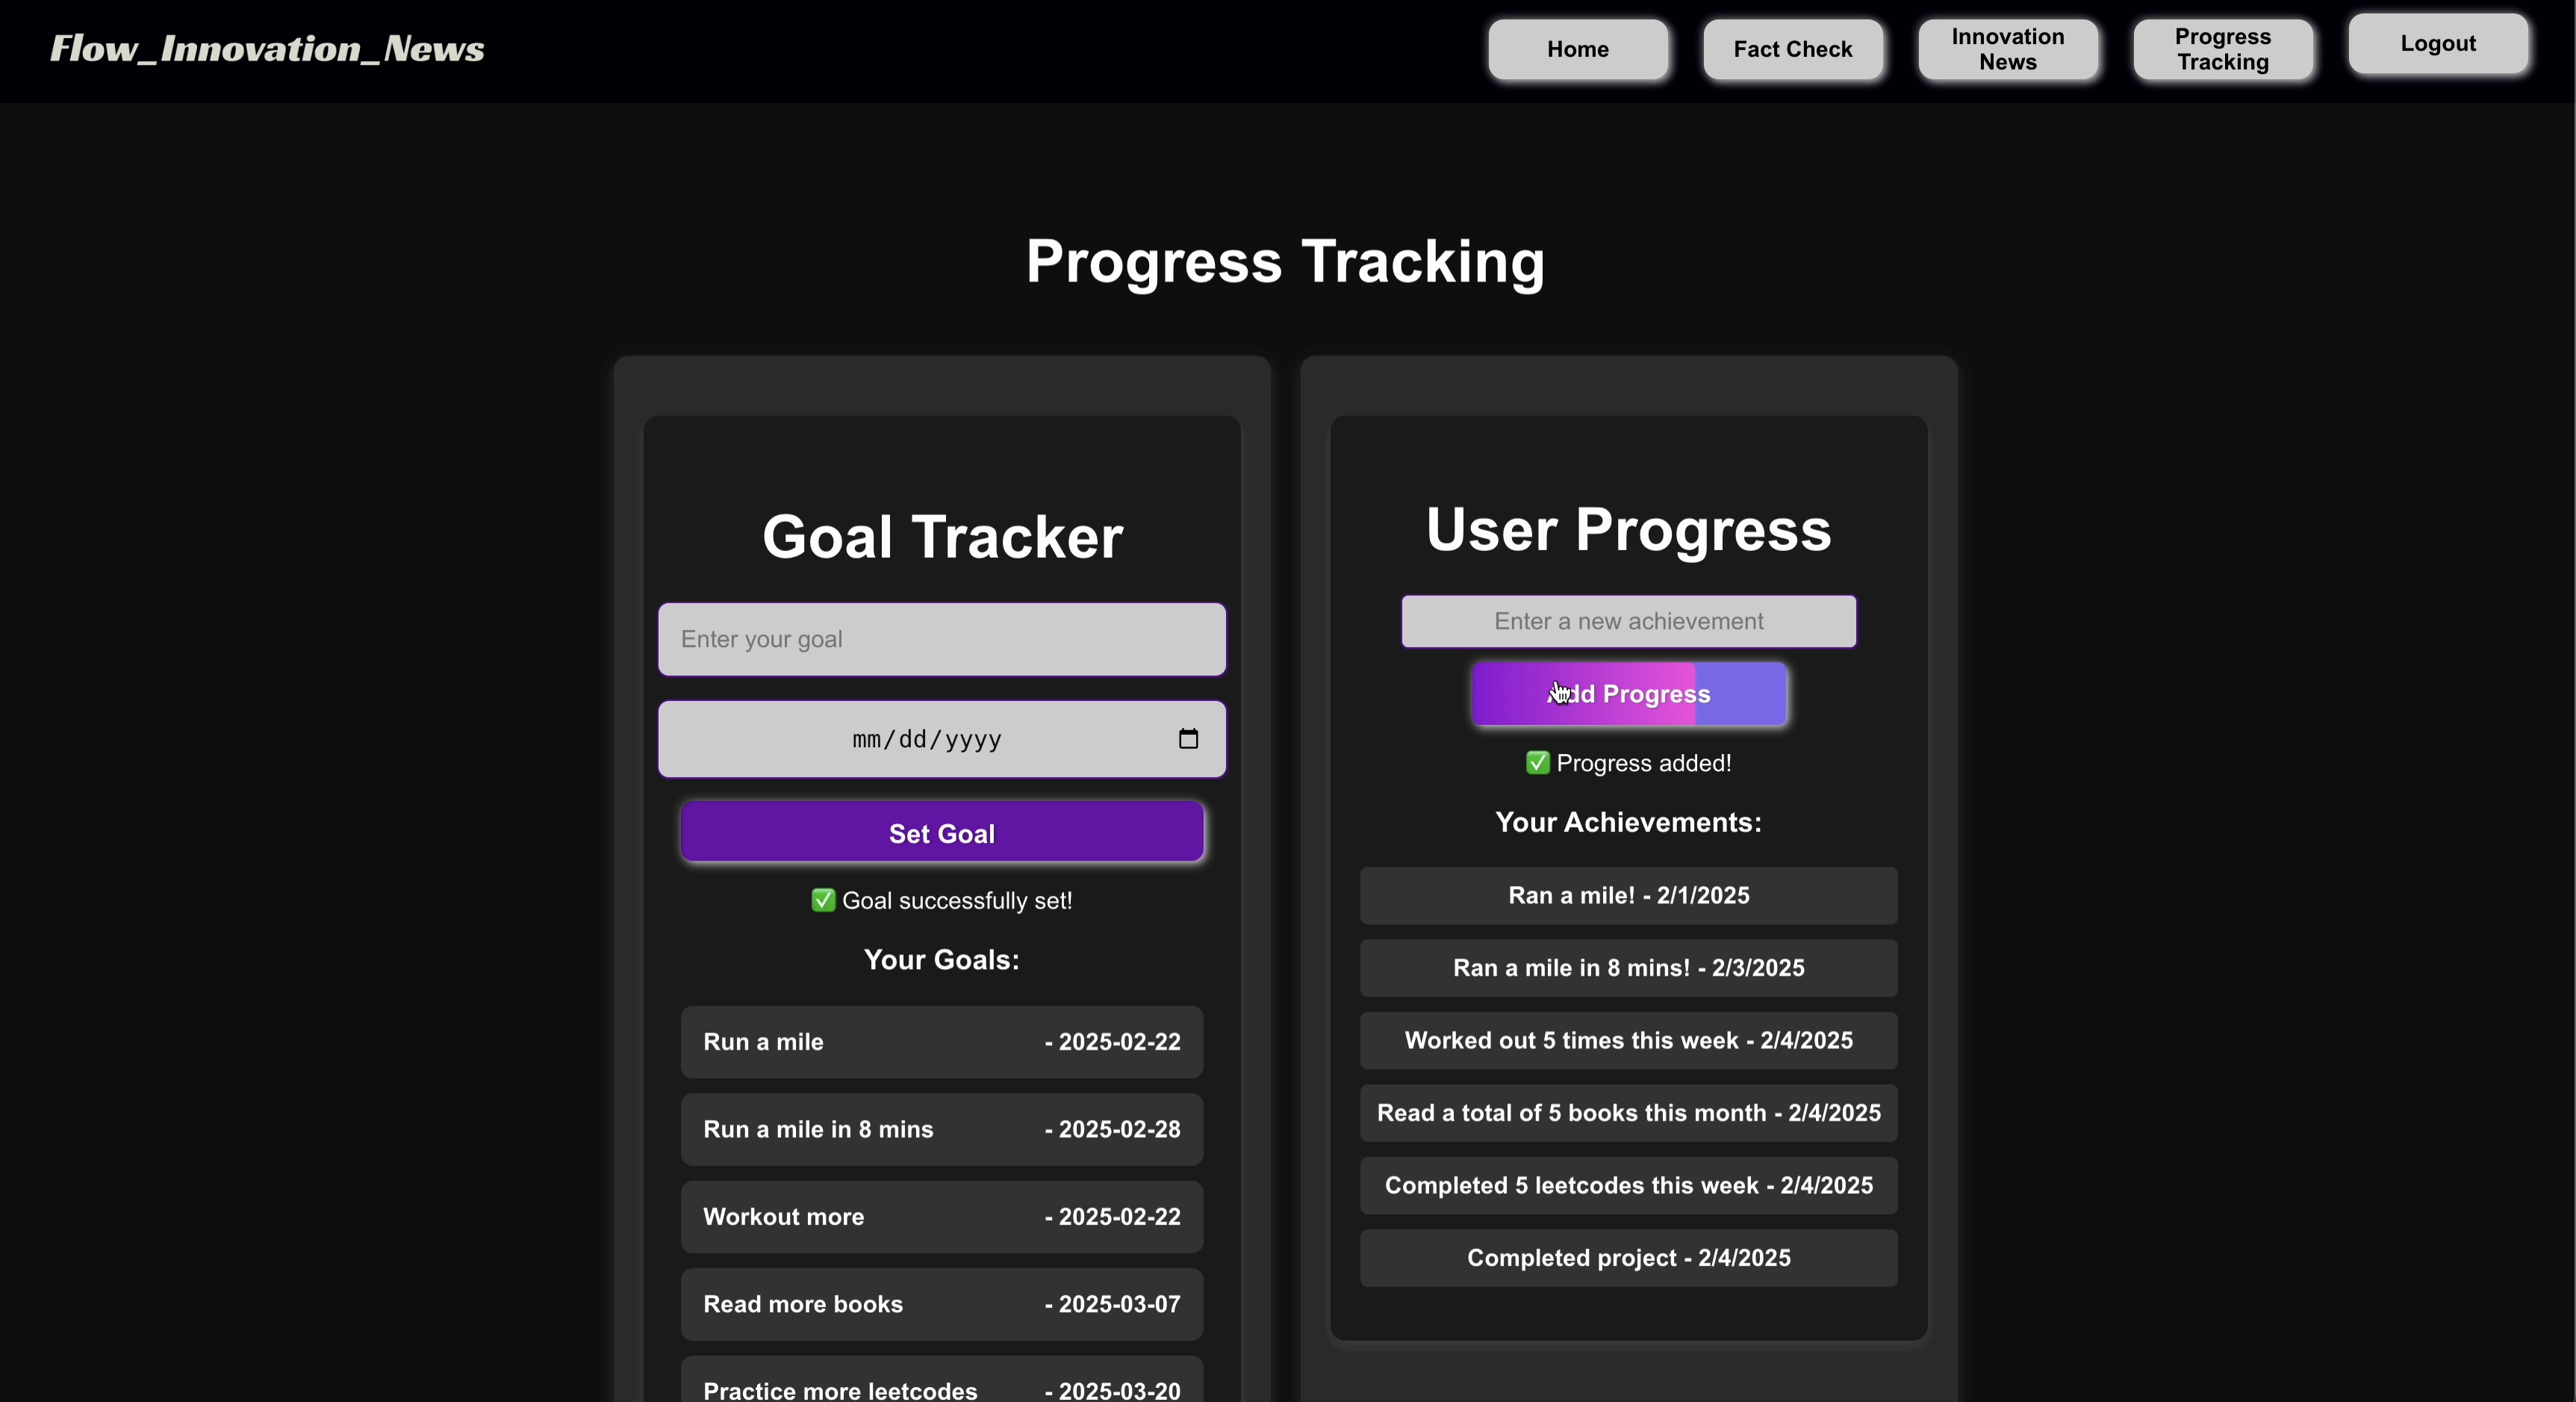 Flow_Innovation_News
Home
Fact Check
Innovation
News
Progress
Tracking
Logout
Progress Tracking
Goal Tracker
Enter your goal
mm/dd/yyyy
Set Goal
✅ Goal successfully set!
Your Goals:
Run a mile - 2025-02-22
Run a mile in 8 mins - 2025-02-28
Workout more - 2025-02-22
Read more books - 2025-03-07
Practice more leetcodes - 2025-03-20
User Progress
Enter a new achievement
Add Progress
✅ Progress added!
Your Achievements:
Ran a mile! - 2/1/2025
Ran a mile in 8 mins! - 2/3/2025
Worked out 5 times this week - 2/4/2025
Read a total of 5 books this month - 2/4/2025
Completed 5 leetcodes this week - 2/4/2025
Completed project - 2/4/2025